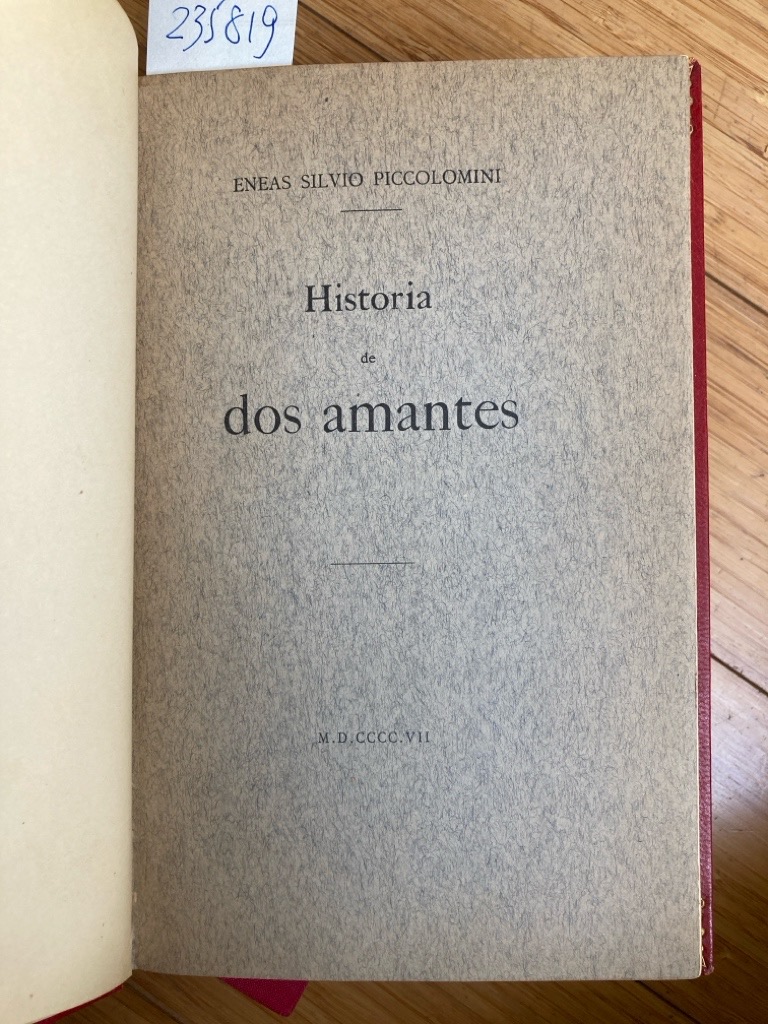 235819
ENEAS SILVIO PICCOLOMINI
Historia
de
dos amantes
M.D.CCCC.VII